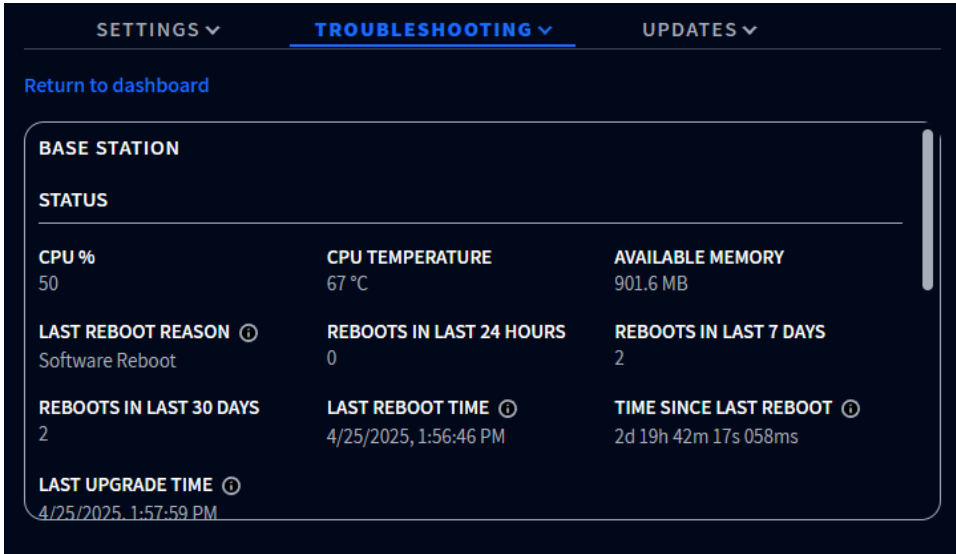 SETTINGS TROUBLESHOOTING UPDATES
Return to dashboard
BASE STATION
STATUS
CPU % CPU TEMPERATURE AVAILABLE MEMORY
50 67 °C 901.6 MB
LAST REBOOT REASON REBOOTS IN LAST 24 HOURS REBOOTS IN LAST 7 DAYS
Software Reboot 0 2
REBOOTS IN LAST 30 DAYS LAST REBOOT TIME TIME SINCE LAST REBOOT
2 4/25/2025, 1:56:46 PM 2d 19h 42m 17s 058ms
LAST UPGRADE TIME
4/25/2025, 1:57:59 PM